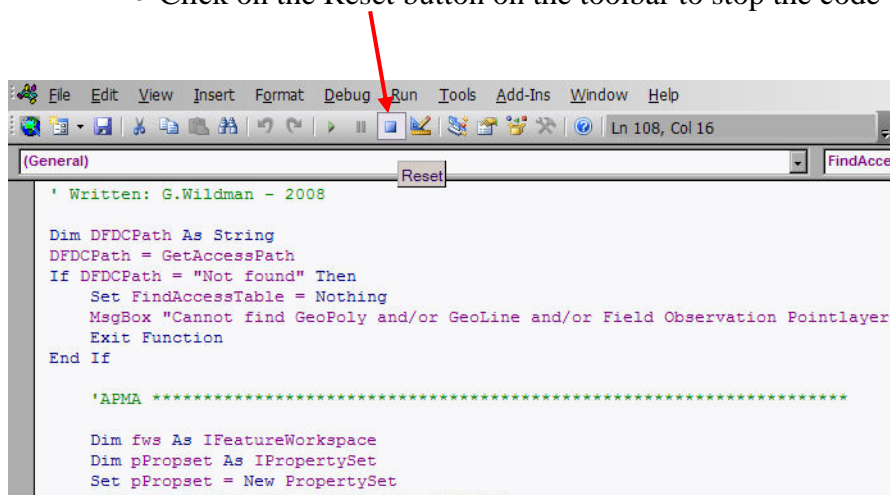 Click on the Reset button on the toolbar to stop the code
File Edit View Insert Format Debug Run Tools Add-Ins Window Help
Ln 108, Col 16
(General) FindAcce
Reset
' Written: G.Wildman - 2008
Dim DFDCPath As String
DFDCPath = GetAccessPath
If DFDCPath = "Not found" Then
Set FindAccessTable = Nothing
MsgBox "Cannot find GeoPoly and/or GeoLine and/or Field Observation Pointlayer
Exit Function
End If
'APMA *******************************************************************
Dim fws As IFeatureWorkspace
Dim pPropset As IPropertySet
Set pPropset = New PropertySet